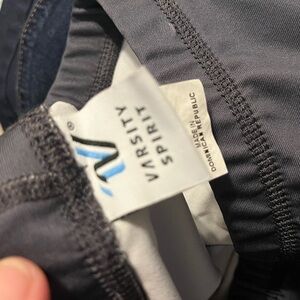 VARSITY
SPIRIT
®
MADE IN
DOMINICAN REPUBLIC